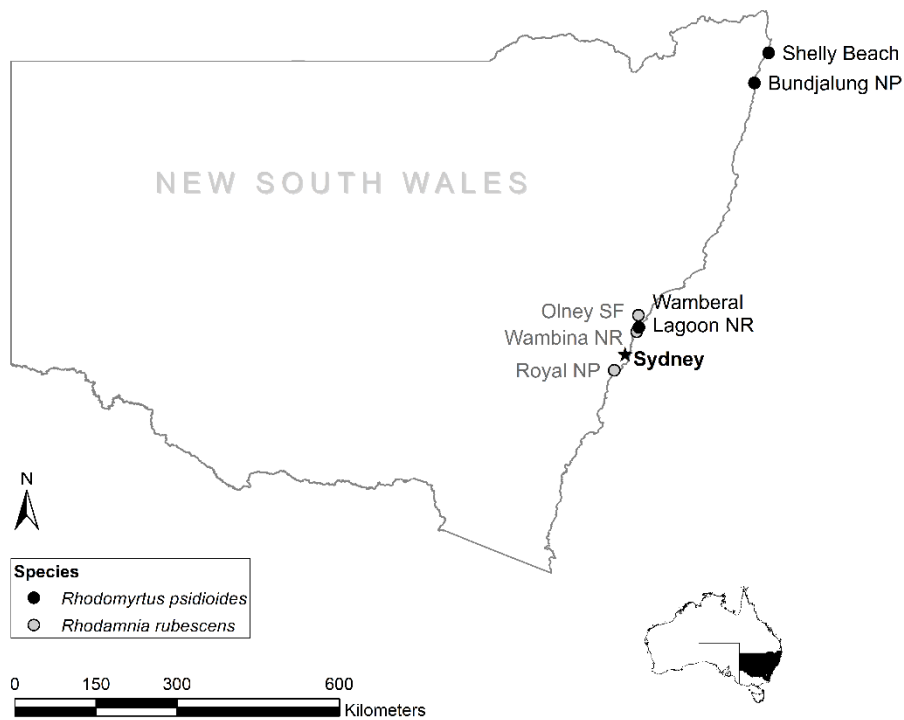 Shelly Beach
Bundjalung NP
NEW SOUTH WALES
Olney SF
Wamberal
Lagoon NR
Wambina NR
Sydney
Royal NP
N
Species
Rhodomyrtus psidioides
Rhodamnia rubescens
0 150 300 600
Kilometers